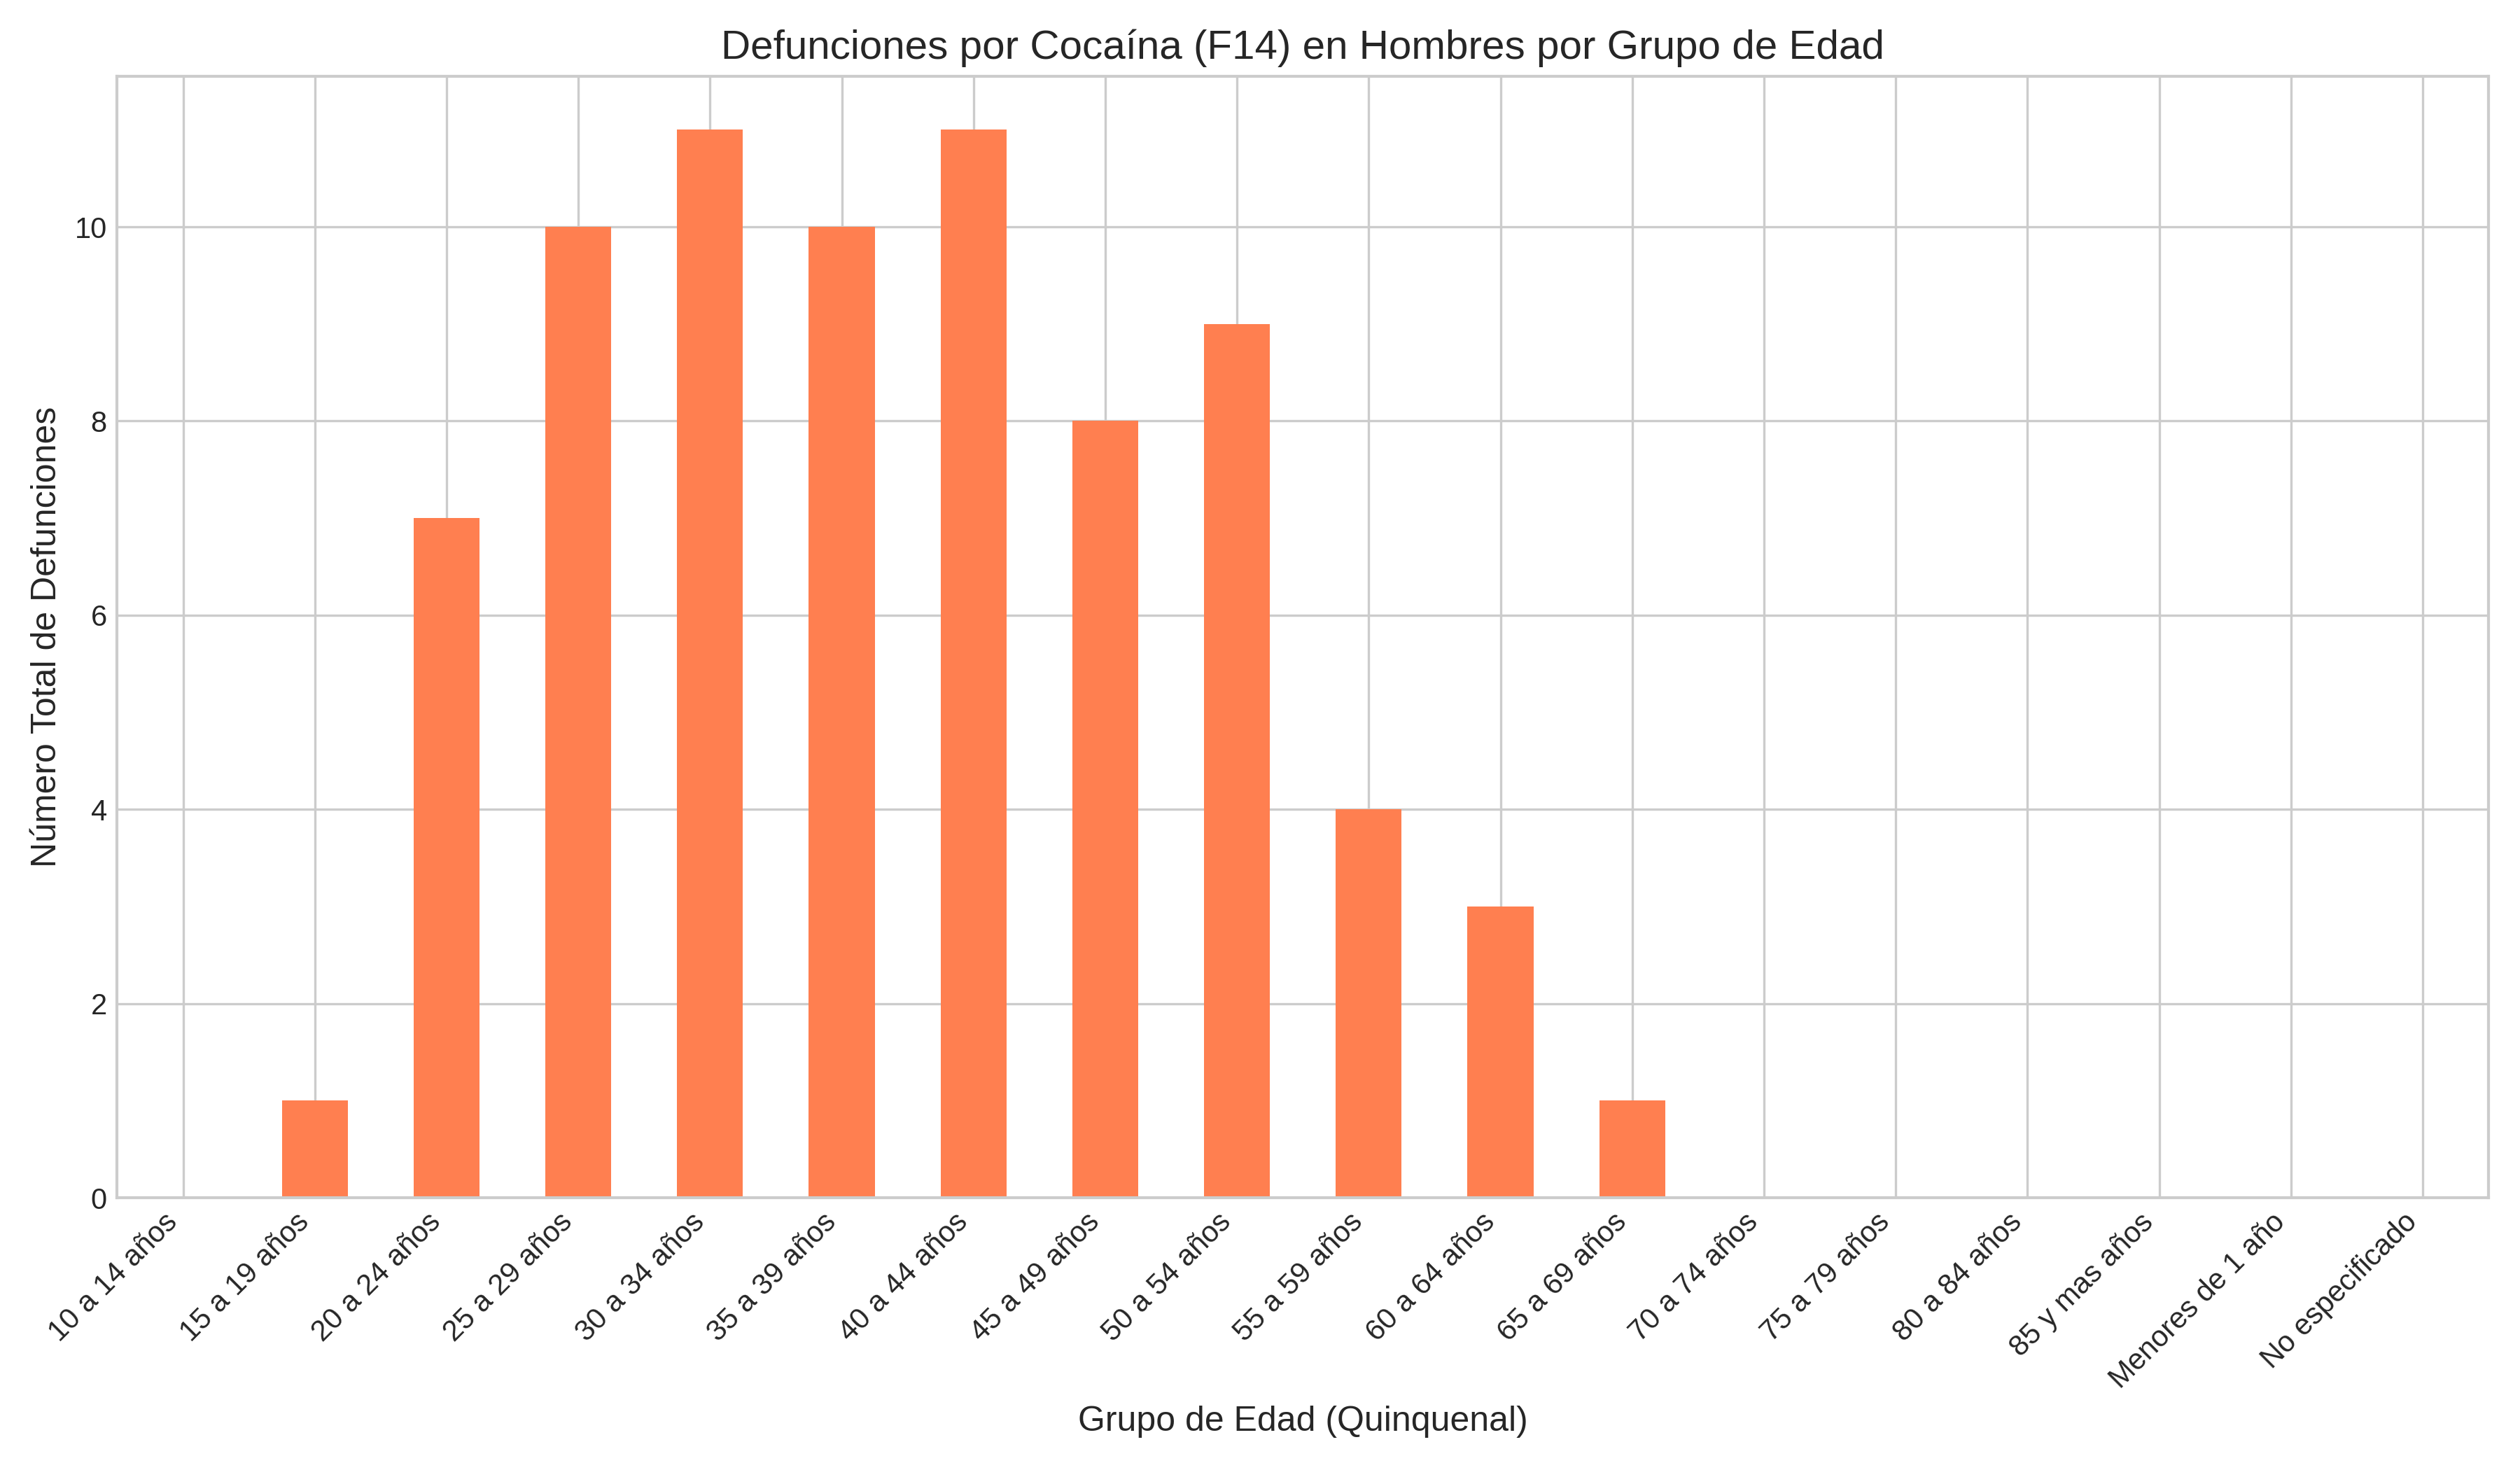 Defunciones por Cocaína (F14) en Hombres por Grupo de Edad
Número Total de Defunciones
10
8
6
4
2
0
10 a 14 años
15 a 19 años
20 a 24 años
25 a 29 años
30 a 34 años
35 a 39 años
40 a 44 años
45 a 49 años
50 a 54 años
55 a 59 años
60 a 64 años
65 a 69 años
70 a 74 años
75 a 79 años
80 a 84 años
85 y mas años
Menores de 1 año
No especificado
Grupo de Edad (Quinquenal)